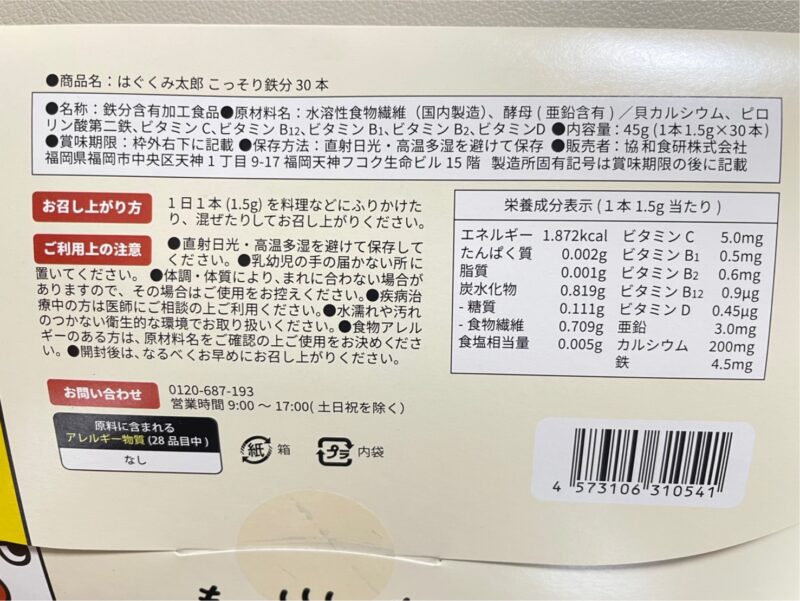 ●商品名：はぐくみ太郎 こっそり鉄分30本
●名称：鉄分含有加工食品●原材料名：水溶性食物繊維（国内製造）、酵母(亜鉛含有)／貝カルシウム、ピロ
リン酸第二鉄、ビタミンC、ビタミンB12、ビタミンB1、ビタミンB2、ビタミンD ●内容量：45g (1本1.5g×30本)
●賞味期限：枠外右下に記載 ●保存方法：直射日光・高温多湿を避けて保存 ●販売者：協和食研株式会社
福岡県福岡市中央区天神1丁目9-17 福岡天神フコク生命ビル15階 製造所固有記号は賞味期限の後に記載
お召し上がり方
1日1本(1.5g)を料理などにふりかけた
り、混ぜたりしてお召し上がりください。
ご利用上の注意
●直射日光・高温多湿を避けて保存して
ください。●乳幼児の手の届かない所に
置いてください。●体調・体質により、まれに合わない場合が
ありますので、その場合はご使用をお控えください。●疾病治
療中の方は医師にご相談の上ご利用ください。●水濡れや汚れ
のつかない衛生的な環境でお取り扱いください。●食物アレル
ギーのある方は、原材料名をご確認の上ご使用をお決めくださ
い。●開封後は、なるべくお早めにお召し上がりください。
お問い合わせ
0120-687-193
営業時間 9:00～17:00(土日祝を除く)
原料に含まれる
アレルギー物質(28品目中)
なし
紙 箱
プラ 内袋
栄養成分表示(1本1.5g当たり)
エネルギー 1.872kcal ビタミンC 5.0mg
たんぱく質 0.002g ビタミンB1 0.5mg
脂質 0.001g ビタミンB2 0.6mg
炭水化物 0.819g ビタミンB12 0.9μg
- 糖質 0.111g ビタミンD 0.45μg
- 食物繊維 0.709g 亜鉛 3.0mg
食塩相当量 0.005g カルシウム 200mg
鉄 4.5mg
4 573106 310541